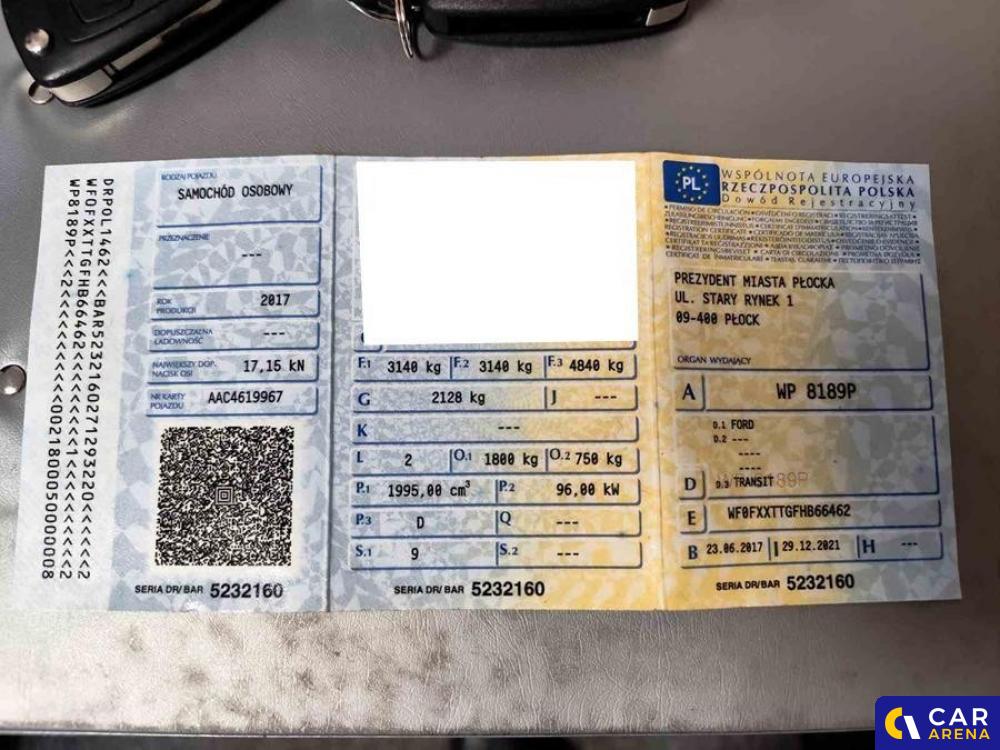 DRPOL1462<<<BAR52321602712932​20<<<<<<2
WF0FXXTTGFHB66462<<<<<<<<1<<<<<<<<<2
WP8189P<<<2<<<<<<<<<<<<<002180005000008
RODZAJ POJAZDU
SAMOCHÓD OSOBOWY
PRZEZNACZENIE
---
ROK PRODUKCJI
2017
DOPUSZCZALNA ŁADOWNOŚĆ
---
NAJWIĘKSZY DOP. NACISK OSI
17,15 kN
NR KARTY POJAZDU
AAC4619967
SERIA DR/BAR 5232160
F.1 3140 kg F.2 3140 kg F.3 4840 kg
G 2128 kg J ---
K ---
L 2 O.1 1800 kg O.2 750 kg
P.1 1995,00 cm³ P.2 96,00 kW
P.3 D Q ---
S.1 9 S.2 ---
SERIA DR/BAR 5232160
PL
WSPÓLNOTA EUROPEJSKA
RZECZPOSPOLITA POLSKA
Dowód Rejestracyjny
PREZYDENT MIASTA PŁOCKA
UL. STARY RYNEK 1
09-400 PŁOCK
ORGAN WYDAJĄCY
A WP 8189P
D.1 FORD
D.2 ---
----
----
D D.3 TRANSIT
E WF0FXXTTGFHB66462
B 23.06.2017 I 29.12.2021 H ---
SERIA DR/BAR 5232160
CAR
ARENA